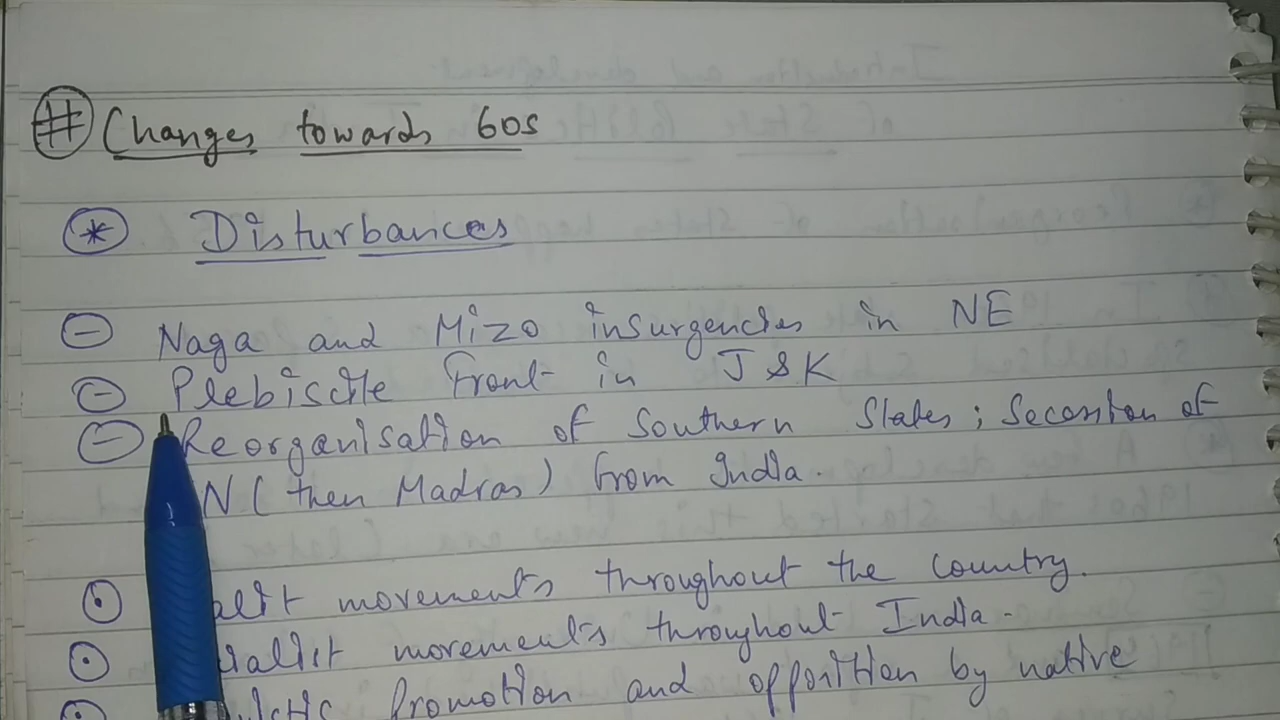 # Changes towards 60s
* Disturbances
- Naga and Mizo insurgencies in NE
- Plebiscite Front in J&K
- Reorganisation of Southern States; Secession of
N (then Madras) from India.
movements throughout the country.
movements throughout India.
promotion and opposition by native